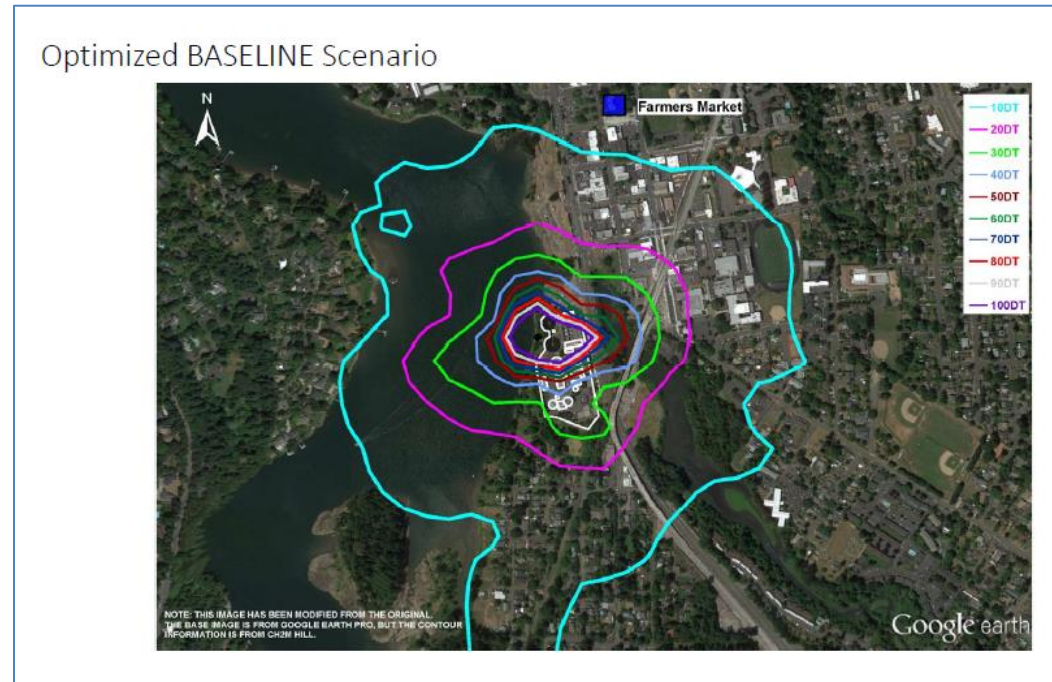 Optimized BASELINE Scenario
N
Farmers Market
10DT
20DT
30DT
40DT
50DT
60DT
70DT
80DT
90DT
100DT
NOTE: THIS IMAGE HAS BEEN MODIFIED FROM THE ORIGINAL.
THE BASE IMAGE IS FROM GOOGLE EARTH PRO, BUT THE CONTOUR
INFORMATION IS FROM CH2M HILL.
Google earth